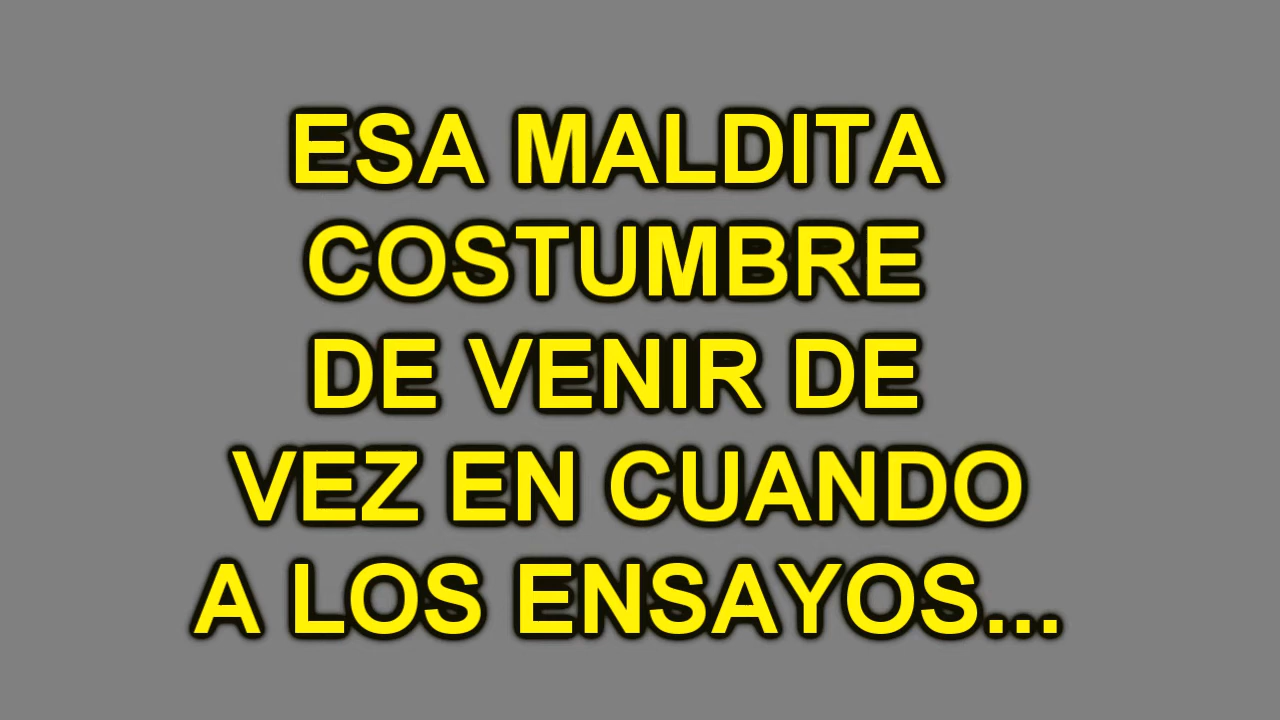 ESA MALDITA
COSTUMBRE
DE VENIR DE
VEZ EN CUANDO
A LOS ENSAYOS...